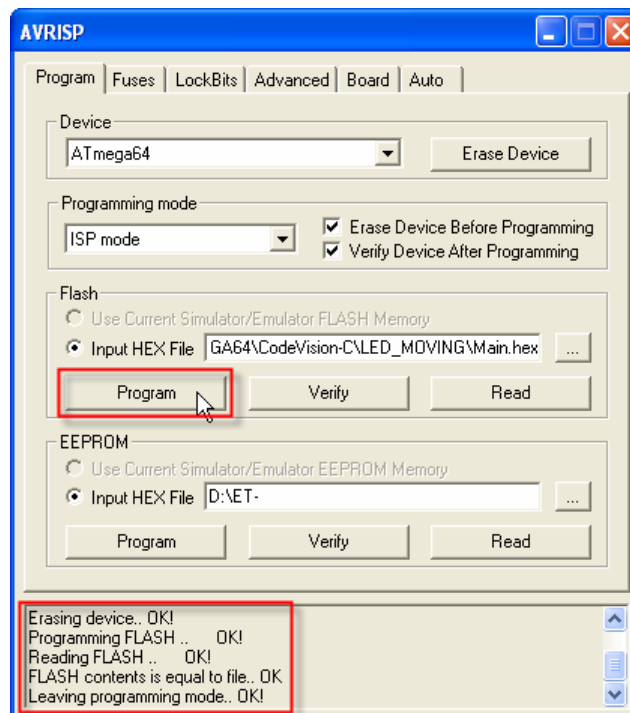 AVRISP
Program Fuses LockBits Advanced Board Auto
Device
ATmega64 Erase Device
Programming mode
ISP mode
Erase Device Before Programming
Verify Device After Programming
Flash
Use Current Simulator/Emulator FLASH Memory
Input HEX File GA64\CodeVision-C\LED_MOVING\Main.hex ...
Program Verify Read
EEPROM
Use Current Simulator/Emulator EEPROM Memory
Input HEX File D:\ET- ...
Program Verify Read
Erasing device.. OK!
Programming FLASH .. OK!
Reading FLASH .. OK!
FLASH contents is equal to file.. OK
Leaving programming mode.. OK!